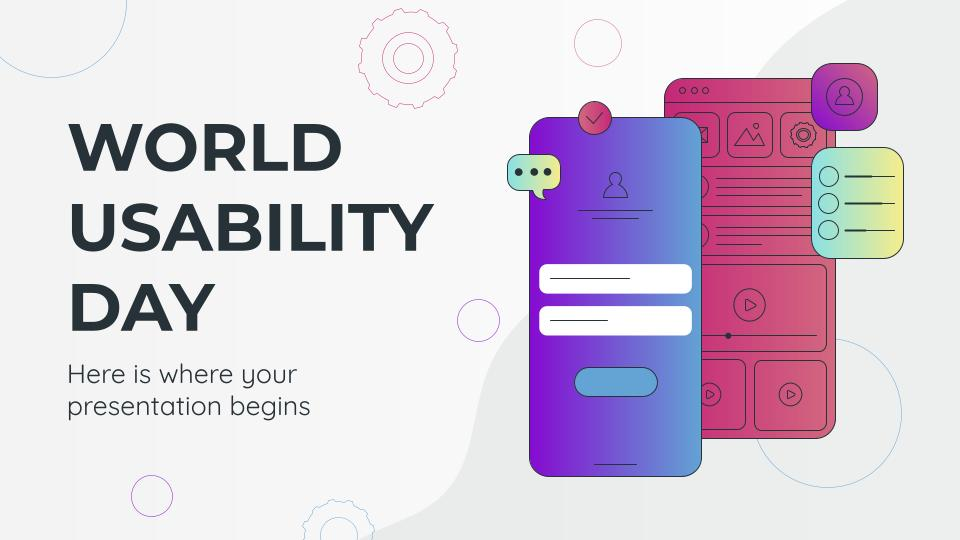 WORLD
USABILITY
DAY
Here is where your
presentation begins